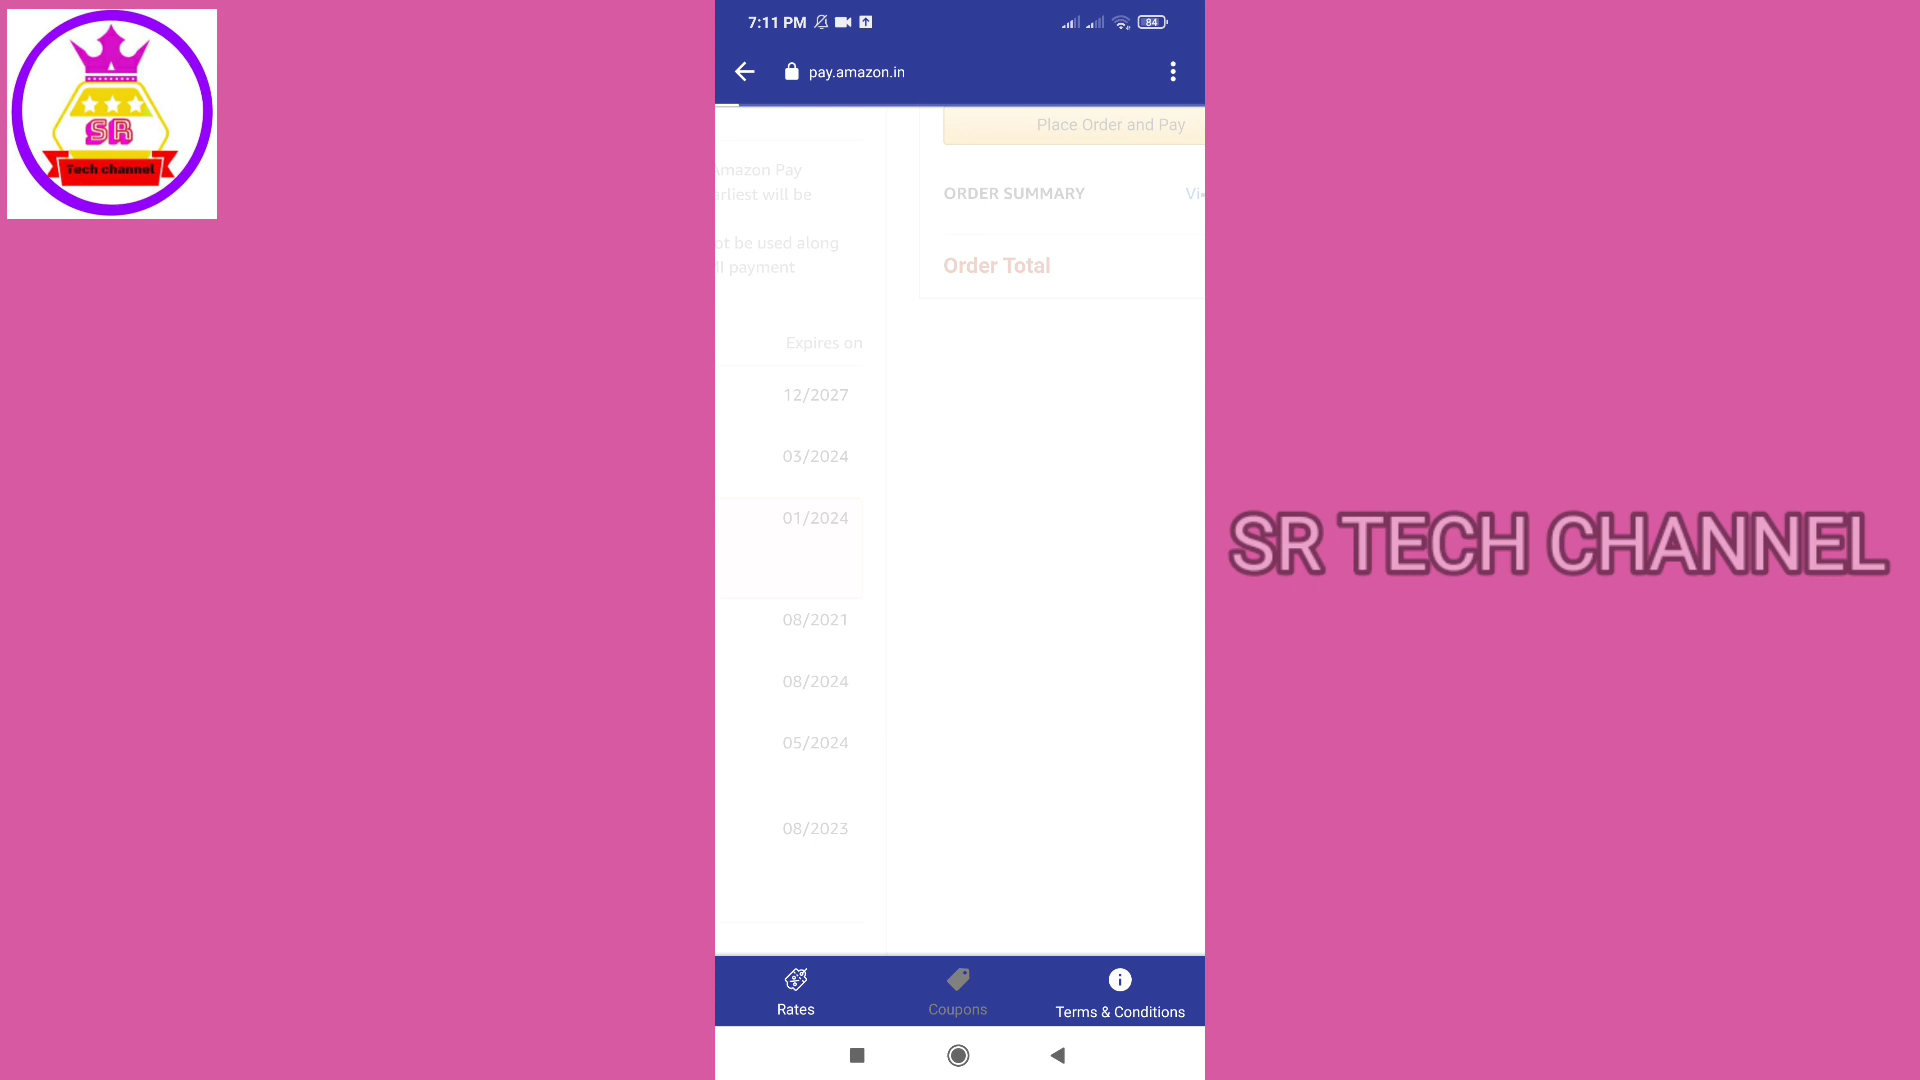 SR
Tech channel
7:11 PM
84
pay.amazon.in
Place Order and Pay
Amazon Pay
arliest will be
ORDER SUMMARY
ot be used along
payment
Order Total
Expires on
12/2027
03/2024
01/2024
08/2021
08/2024
05/2024
08/2023
SR TECH CHANNEL
Rates
Coupons
Terms & Conditions